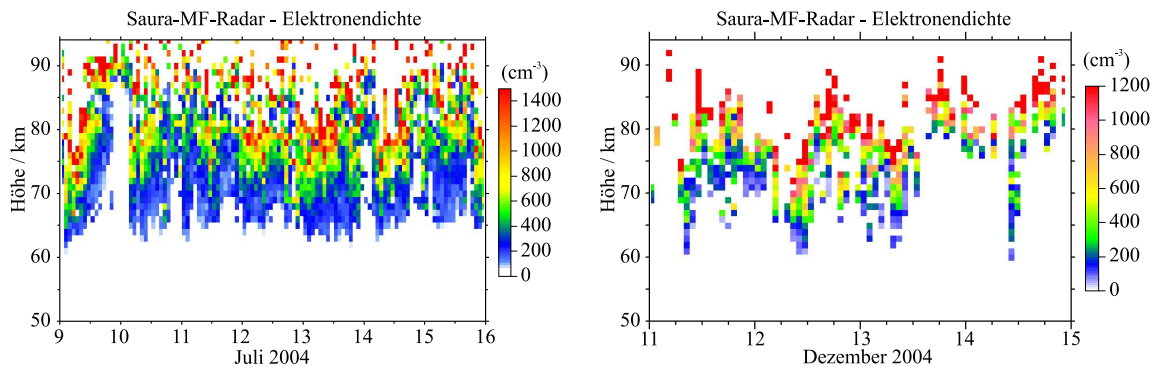 Saura-MF-Radar - Elektronendichte
Höhe / km
90
80
70
60
50
9 10 11 12 13 14 15 16
Juli 2004
(cm-3)
1400
1200
1000
800
600
400
200
0
Saura-MF-Radar - Elektronendichte
Höhe / km
90
80
70
60
50
11 12 13 14 15
Dezember 2004
(cm-3)
1200
1000
800
600
400
200
0